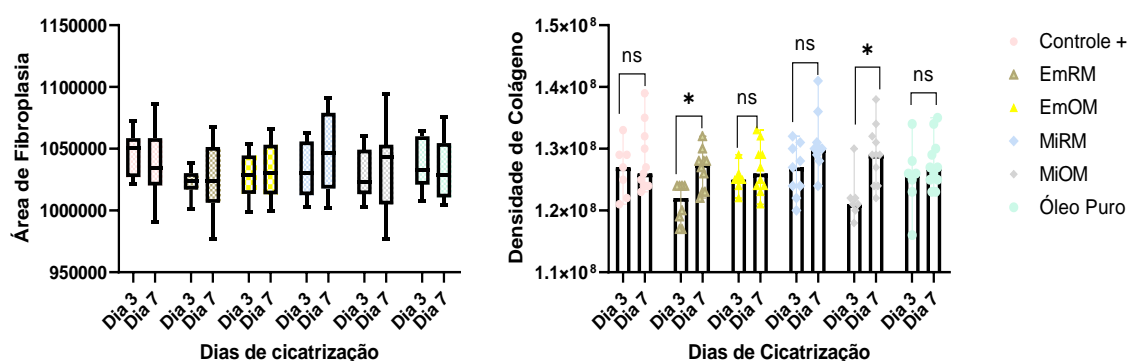 Área de Fibroplasia
1150000
1100000
1050000
1000000
950000
Dia 3
Dia 7
Dia 3
Dia 7
Dia 3
Dia 7
Dia 3
Dia 7
Dia 3
Dia 7
Dia 3
Dia 7
Dias de cicatrização
Densidade de Colágeno
1.5×10⁸
1.4×10⁸
1.3×10⁸
1.2×10⁸
1.1×10⁸
ns
*
ns
ns
*
ns
Dia 3
Dia 7
Dia 3
Dia 7
Dia 3
Dia 7
Dia 3
Dia 7
Dia 3
Dia 7
Dia 3
Dia 7
Dias de Cicatrização
Controle +
EmRM
EmOM
MiRM
MiOM
Óleo Puro